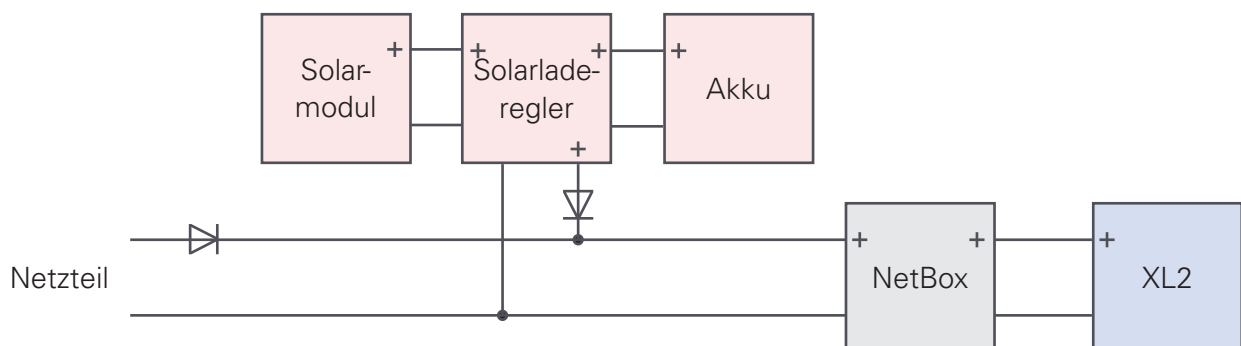 + + + +
Solar-
modul
Solarlade-
regler
Akku
+
+ + +
Netzteil
NetBox
XL2